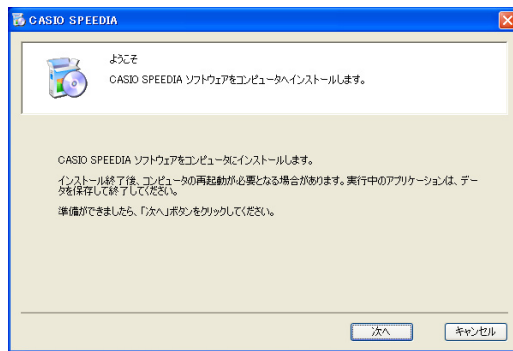 CASIO SPEEDIA
ようこそ
CASIO SPEEDIA ソフトウェアをコンピュータへインストールします。
CASIO SPEEDIA ソフトウェアをコンピュータにインストールします。
インストール終了後、コンピュータの再起動が必要となる場合があります。実行中のアプリケーションは、デー
タを保存して終了してください。
準備ができましたら、「次へ」ボタンをクリックしてください。
次へ
キャンセル